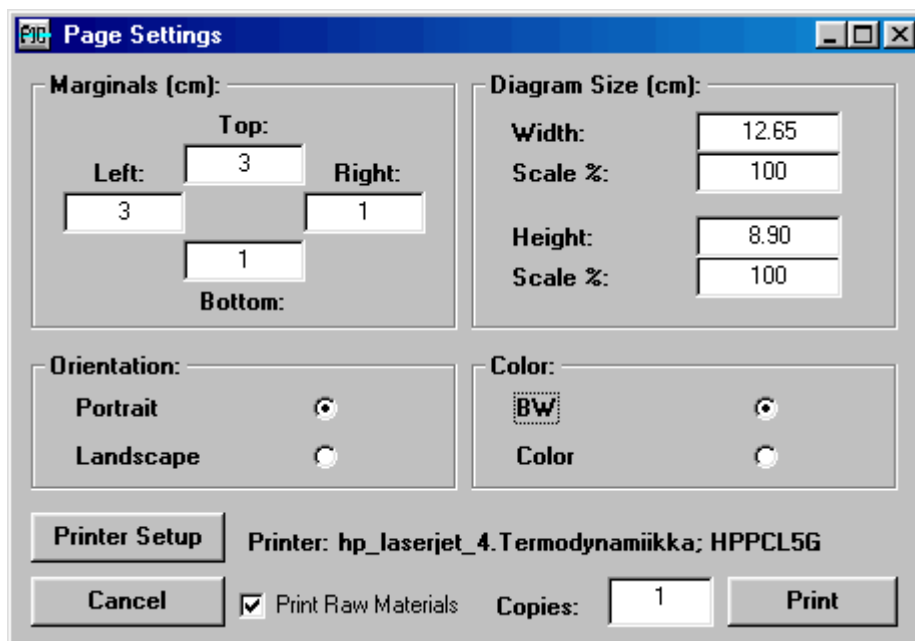 PIC Page Settings
Marginals (cm):
Top:
3
Left:
3
Right:
1
1
Bottom:
Diagram Size (cm):
Width: 12.65
Scale %: 100
Height: 8.90
Scale %: 100
Orientation:
Portrait
Landscape
Color:
BW
Color
Printer Setup
Printer: hp_laserjet_4.Termodynamiikka; HPPCL5G
Cancel
Print Raw Materials
Copies: 1
Print